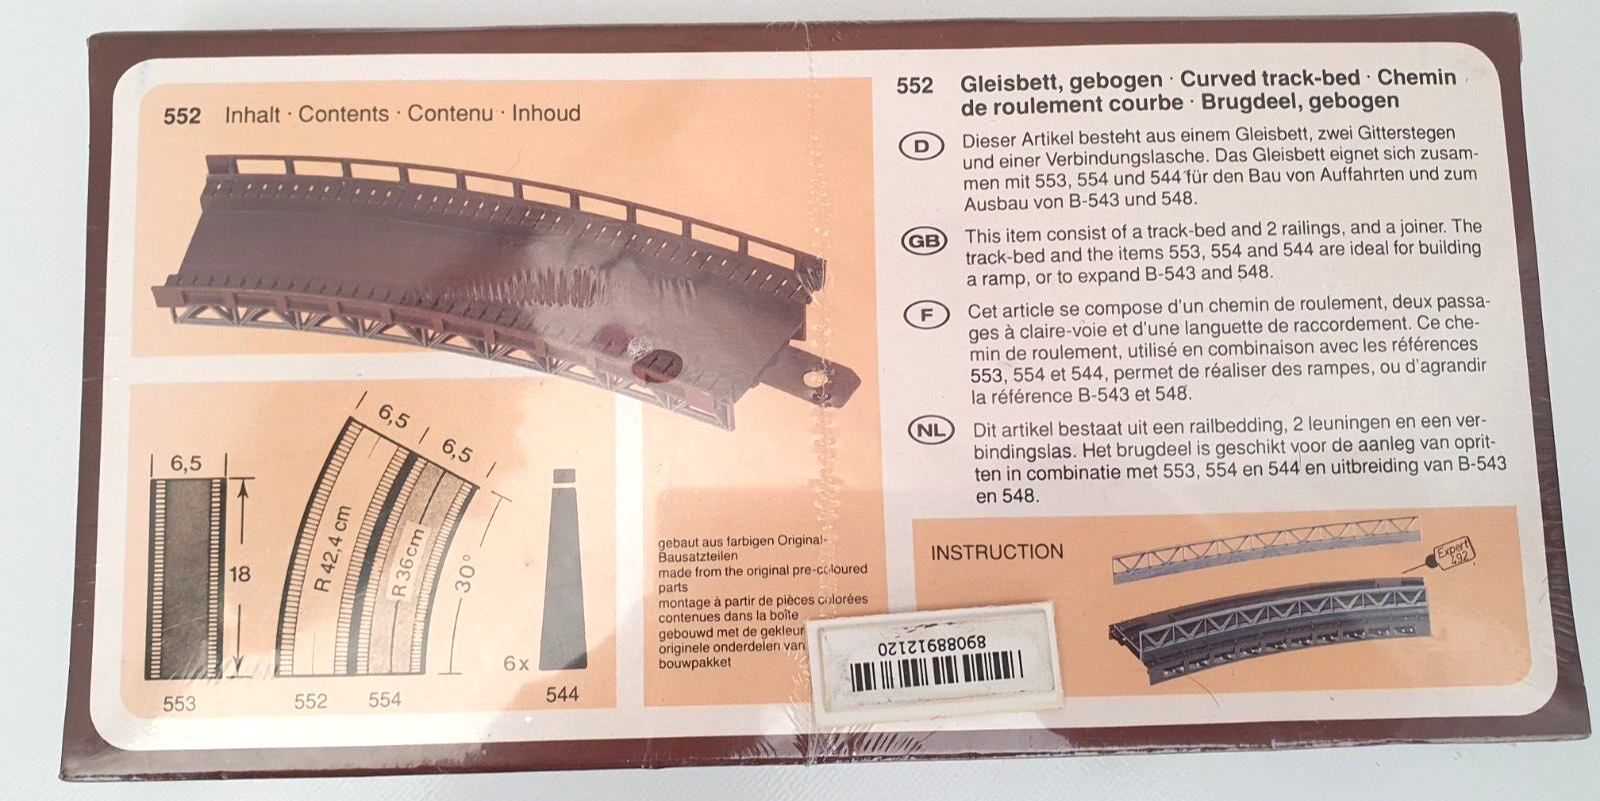 552 Inhalt · Contents · Contenu · Inhoud
6,5
18
553
6,5
6,5
R 42,4 cm
R 36 cm
30°
552
554
6x
544
gebaut aus farbigen Original-
Bausatzteilen
made from the original pre-coloured
parts
montage à partir de pièces colorées
contenues dans la boîte
gebouwd met de gekleur
originele onderdelen van
bouwpakket
552 Gleisbett, gebogen · Curved track-bed · Chemin
de roulement courbe · Brugdeel, gebogen
D
Dieser Artikel besteht aus einem Gleisbett, zwei Gitterstegen
und einer Verbindungslasche. Das Gleisbett eignet sich zusam-
men mit 553, 554 und 544 für den Bau von Auffahrten und zum
Ausbau von B-543 und 548.
GB
This item consist of a track-bed and 2 railings, and a joiner. The
track-bed and the items 553, 554 and 544 are ideal for building
a ramp, or to expand B-543 and 548.
F
Cet article se compose d'un chemin de roulement, deux passa-
ges à claire-voie et d'une languette de raccordement. Ce che-
min de roulement, utilisé en combinaison avec les références
553, 554 et 544, permet de réaliser des rampes, ou d'agrandir
la référence B-543 et 548.
NL
Dit artikel bestaat uit een railbedding, 2 leuningen en een ver-
bindingslas. Het brugdeel is geschikt voor de aanleg van oprit-
ten in combinatie met 553, 554 en 544 en uitbreiding van B-543
en 548.
INSTRUCTION
Expert
492
8908891212120